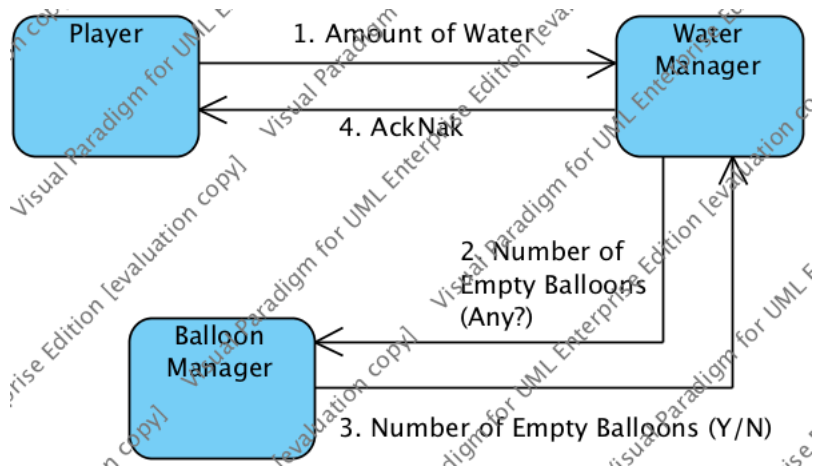 Player
1. Amount of Water
Water
Manager
4. AckNak
2. Number of
Empty Balloons
(Any?)
Balloon
Manager
3. Number of Empty Balloons (Y/N)
Visual Paradigm for UML Enterprise Edition [evaluation copy]